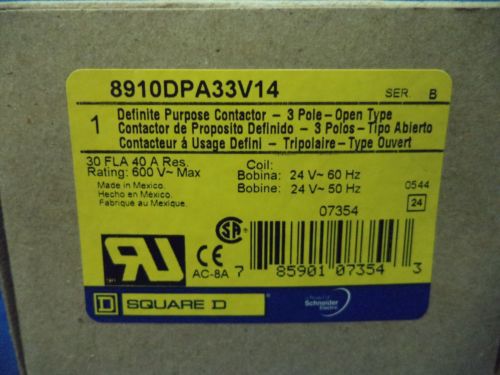 8910DPA33V14 SER. B
1 Definite Purpose Contactor – 3 Pole–Open Type
Contactor de Proposito Definido – 3 Polos–Tipo Abierto
Contacteur á Usage Defini – Tripolaire–Type Ouvert
30 FLA 40 A Res.
Rating: 600 V~ Max
Made in Mexico.
Hecho en México.
Fabriqué au Mexique.
Coil:
Bobina: 24 V~ 60 Hz
Bobine: 24 V~ 50 Hz
0544
24
07354
CE
AC-8A
7 85901 07354 3
D SQUARE D
Schneider
Electric